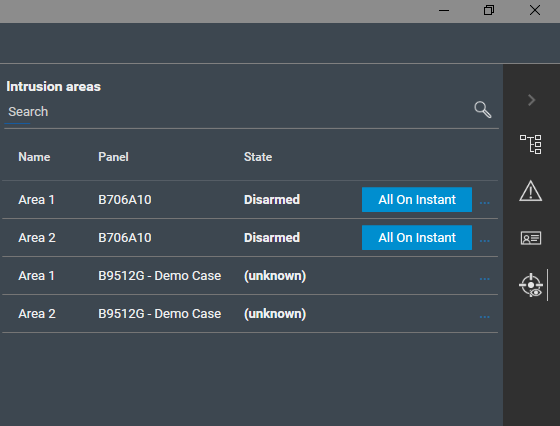 Intrusion areas
Search
Name Panel State
Area 1 B706A10 Disarmed All On Instant ...
Area 2 B706A10 Disarmed All On Instant ...
Area 1 B9512G - Demo Case (unknown) ...
Area 2 B9512G - Demo Case (unknown) ...